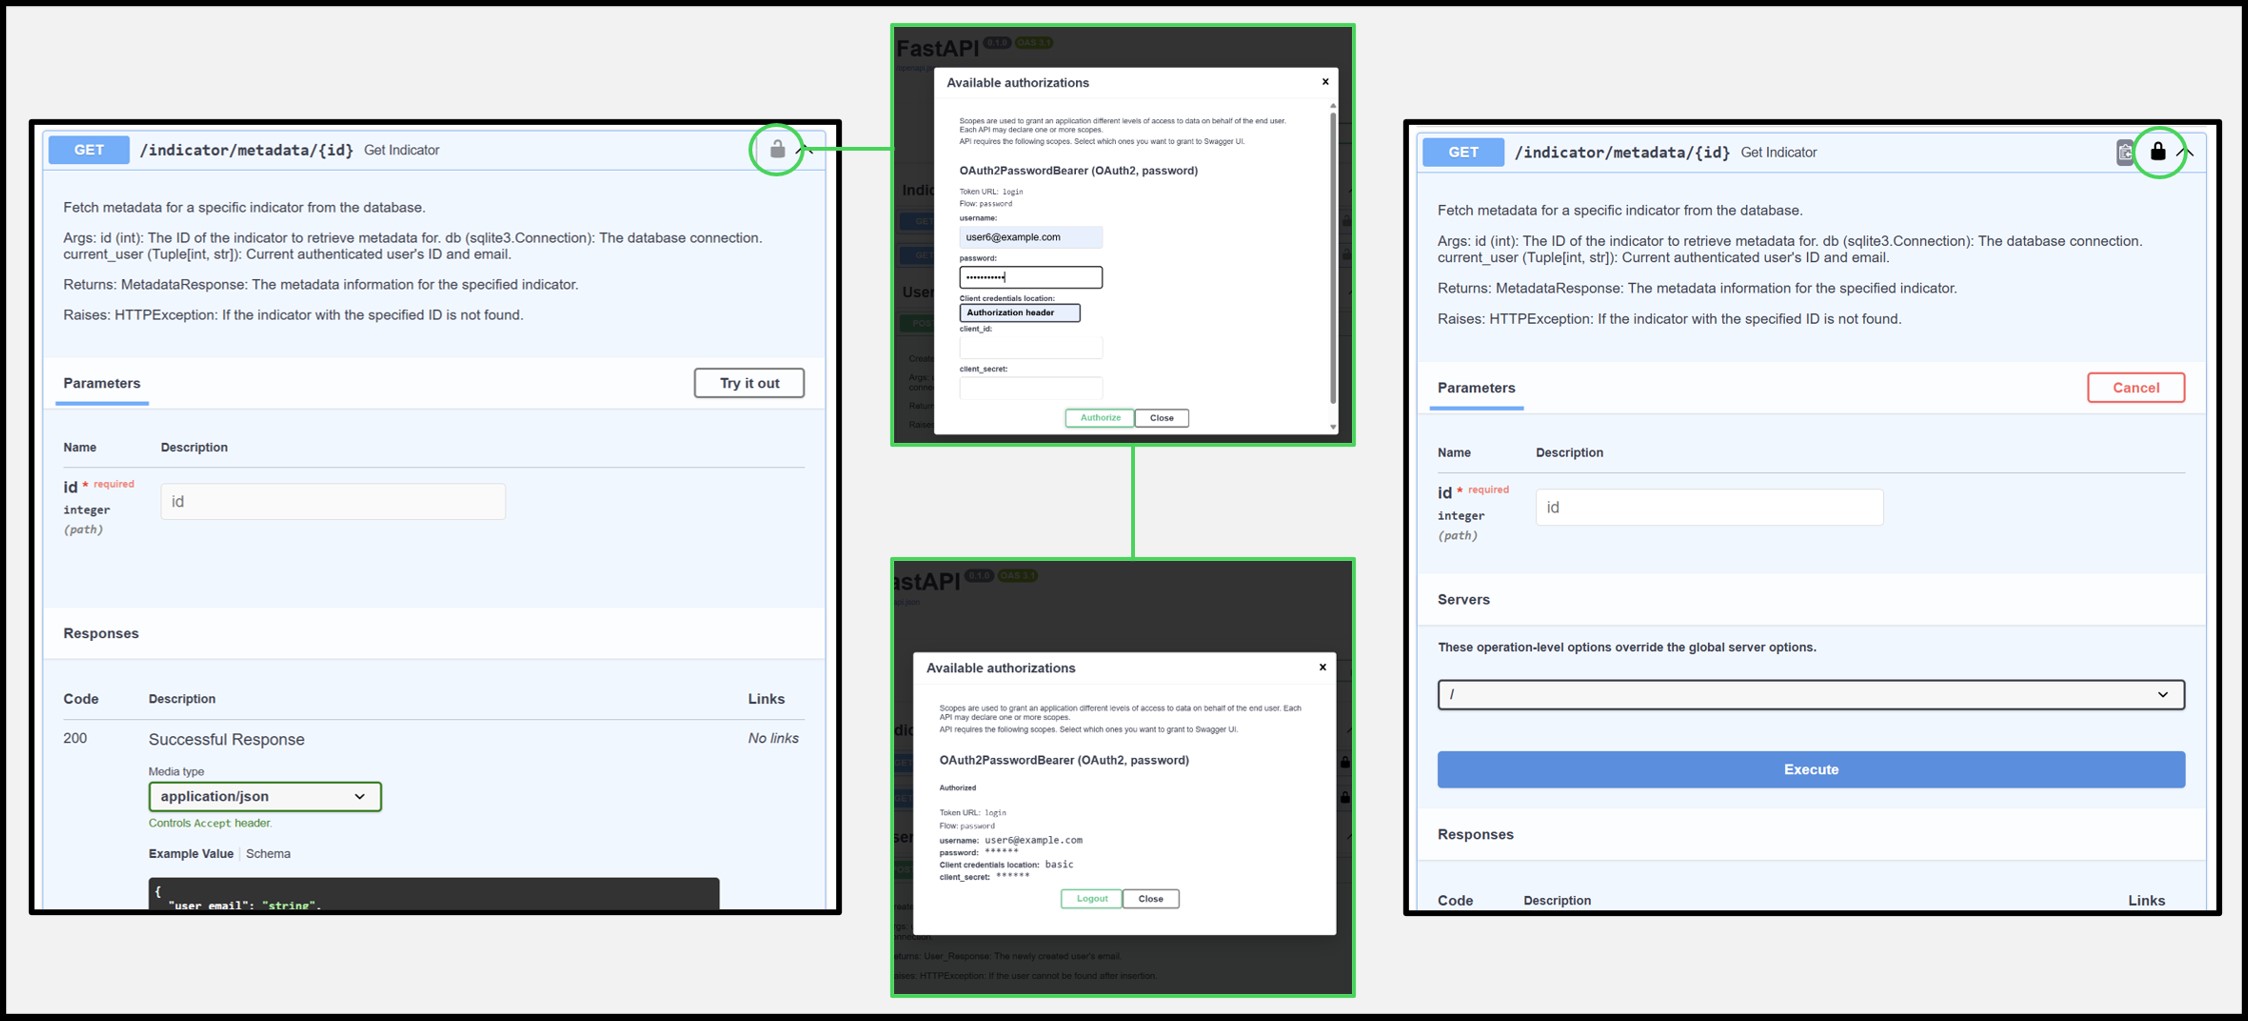 GET /indicator/metadata/{id} Get Indicator
Fetch metadata for a specific indicator from the database.
Args: id (int): The ID of the indicator to retrieve metadata for. db (sqlite3.Connection): The database connection.
current_user (Tuple[int, str]): Current authenticated user's ID and email.
Returns: MetadataResponse: The metadata information for the specified indicator.
Raises: HTTPException: If the indicator with the specified ID is not found.
Parameters
Try it out
Name Description
id * required
integer
(path)
id
Responses
Code Description Links
200 Successful Response No links
Media type
application/json
Controls Accept header.
Example Value Schema
{
"user_email": "string",
FastAPI 0.1.0 OAS 3.1
Available authorizations x
Scopes are used to grant an application different levels of access to data on behalf of the end user.
Each API may declare one or more scopes.
API requires the following scopes. Select which ones you want to grant to Swagger UI.
OAuth2PasswordBearer (OAuth2, password)
Token URL: login
Flow: password
username:
user6@example.com
password:
•••••••••••
Client credentials location:
Authorization header
client_id:
client_secret:
Authorize Close
astAPI 0.1.0 OAS 3.1
Available authorizations x
Scopes are used to grant an application different levels of access to data on behalf of the end user. Each
API may declare one or more scopes.
API requires the following scopes. Select which ones you want to grant to Swagger UI.
OAuth2PasswordBearer (OAuth2, password)
Authorized
Token URL: login
Flow: password
username: user6@example.com
password: ******
Client credentials location: basic
client_secret: ******
Logout Close
User_Response: The newly created user's email.
HTTPException: If the user cannot be found after insertion.
GET /indicator/metadata/{id} Get Indicator
Fetch metadata for a specific indicator from the database.
Args: id (int): The ID of the indicator to retrieve metadata for. db (sqlite3.Connection): The database connection.
current_user (Tuple[int, str]): Current authenticated user's ID and email.
Returns: MetadataResponse: The metadata information for the specified indicator.
Raises: HTTPException: If the indicator with the specified ID is not found.
Parameters
Cancel
Name Description
id * required
integer
(path)
id
Servers
These operation-level options override the global server options.
/
Execute
Responses
Code Description Links